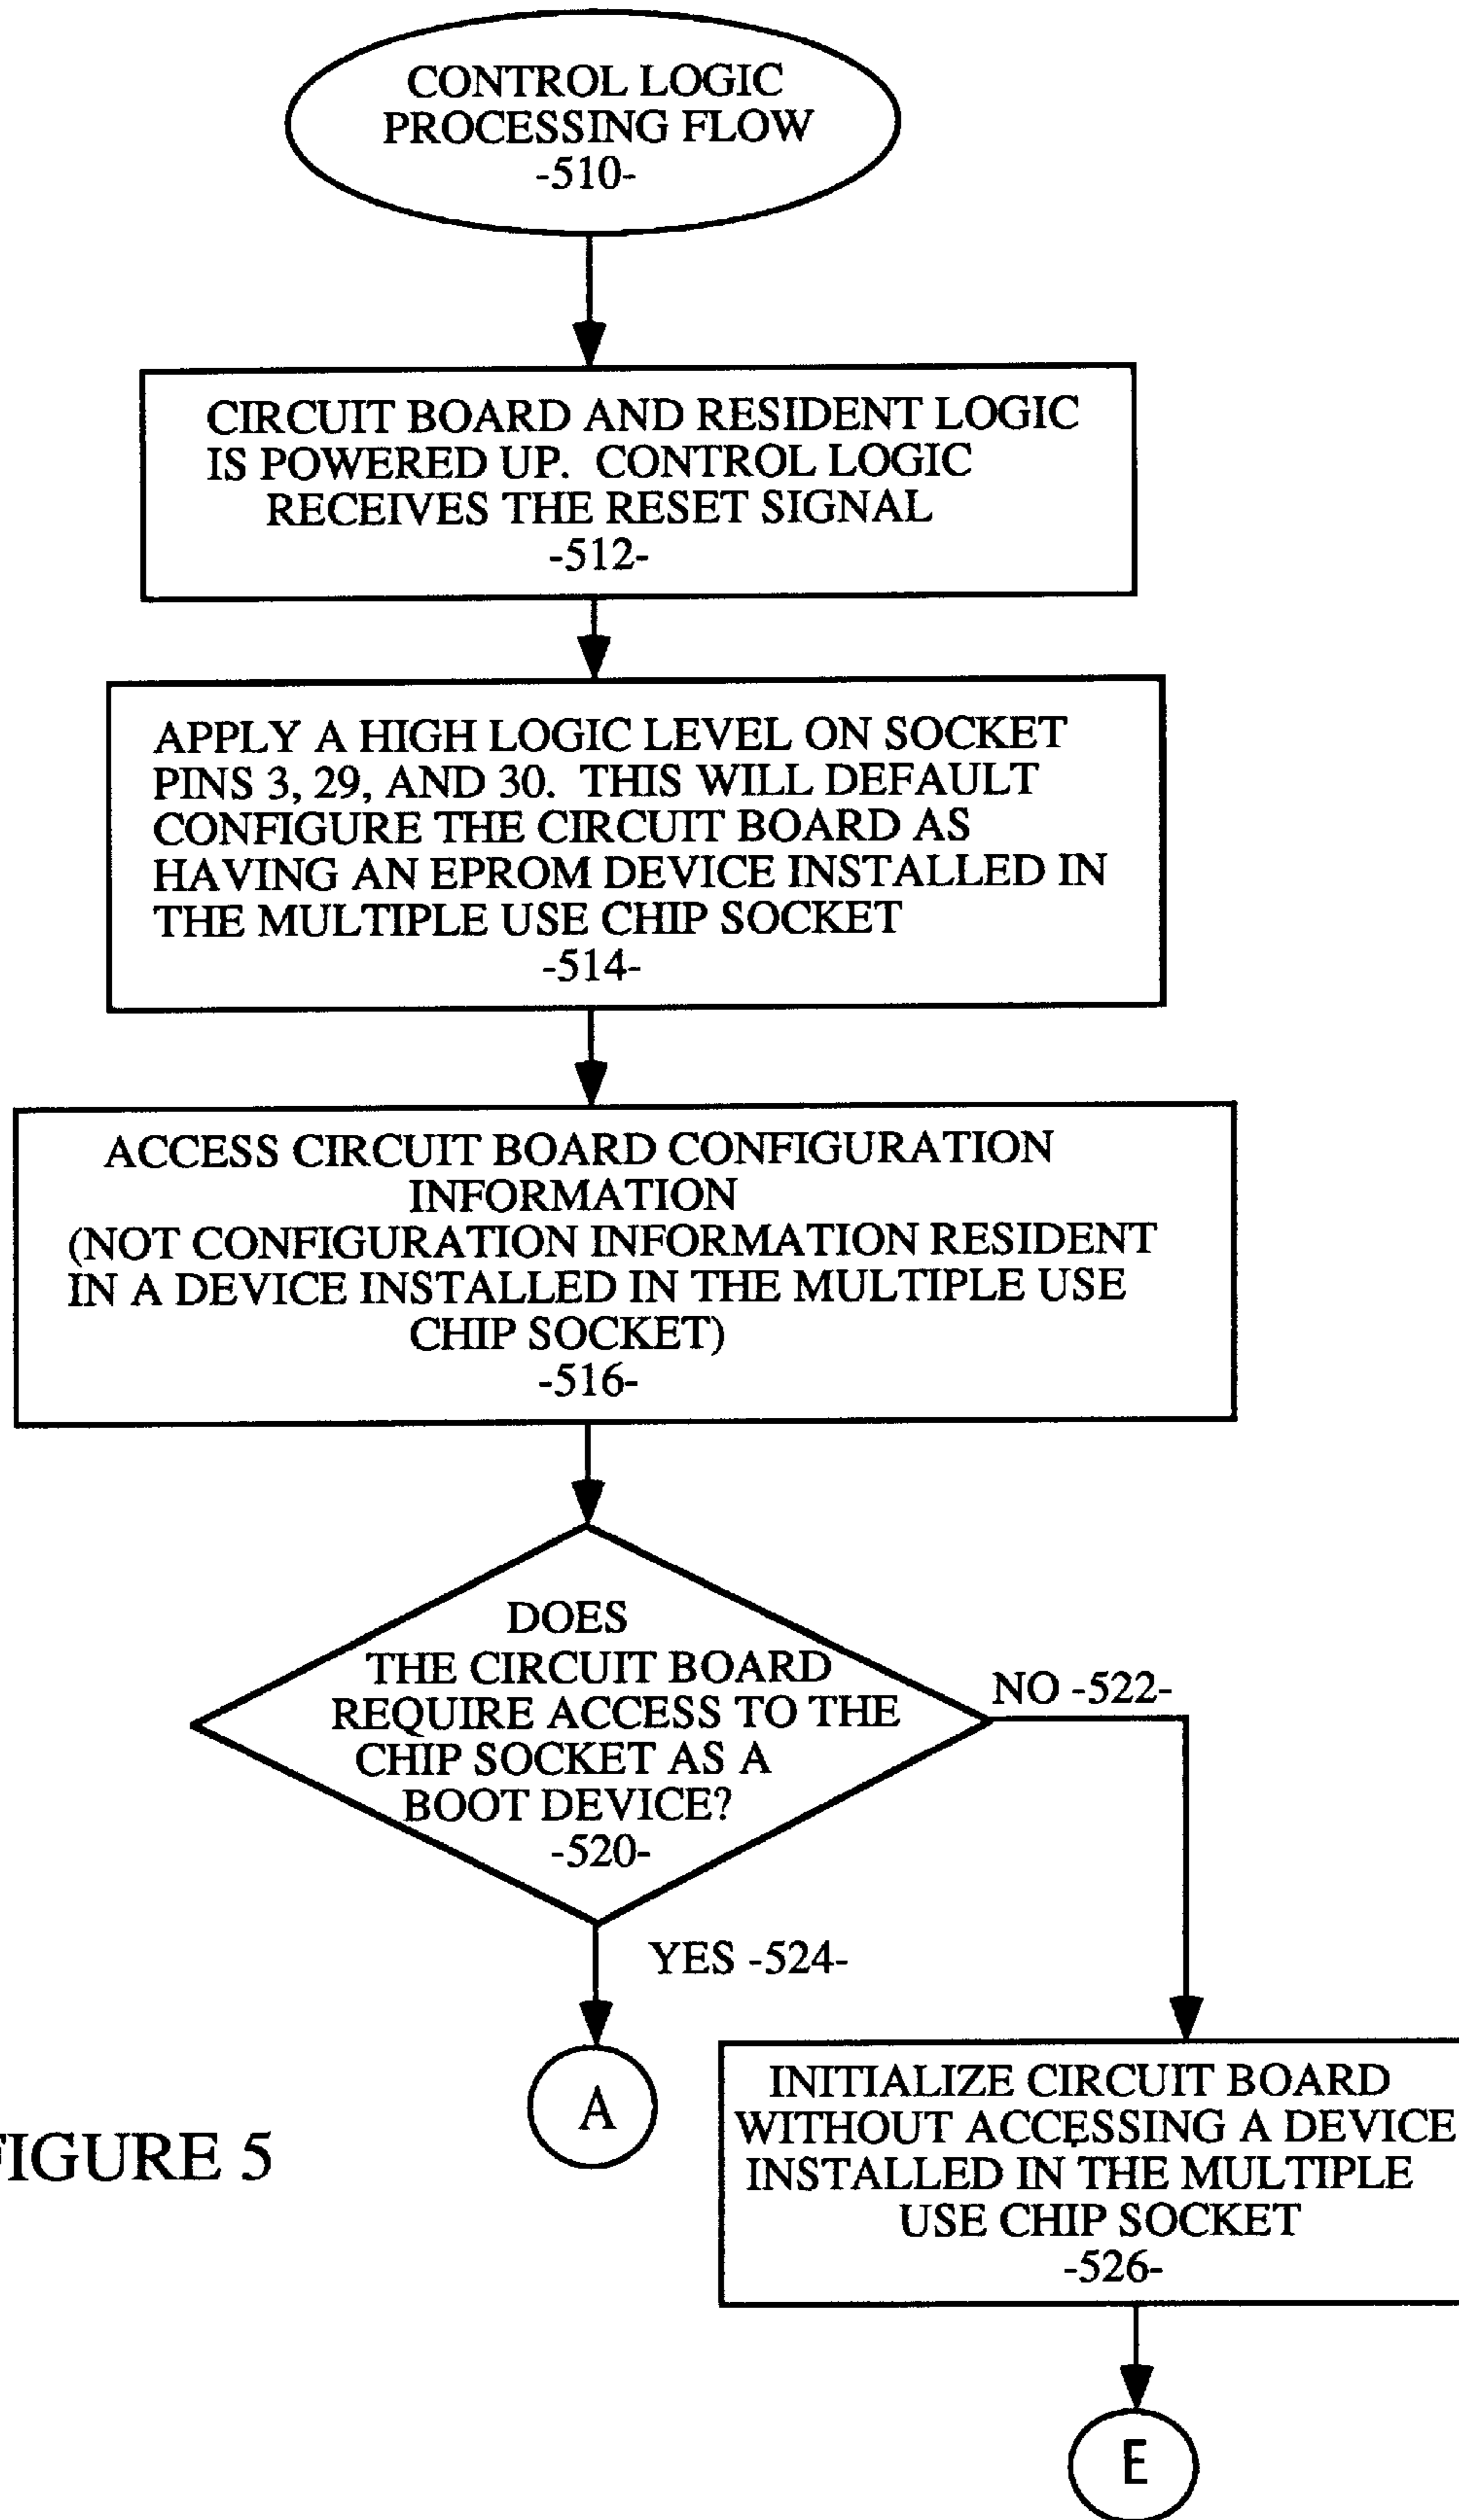 CONTROL LOGIC
PROCESSING FLOW
-510-
CIRCUIT BOARD AND RESIDENT LOGIC
IS POWERED UP. CONTROL LOGIC
RECEIVES THE RESET SIGNAL
-512-
APPLY A HIGH LOGIC LEVEL ON SOCKET
PINS 3, 29, AND 30. THIS WILL DEFAULT
CONFIGURE THE CIRCUIT BOARD AS
HAVING AN EPROM DEVICE INSTALLED IN
THE MULTIPLE USE CHIP SOCKET
-514-
ACCESS CIRCUIT BOARD CONFIGURATION
INFORMATION
(NOT CONFIGURATION INFORMATION RESIDENT
IN A DEVICE INSTALLED IN THE MULTIPLE USE
CHIP SOCKET)
-516-
DOES
THE CIRCUIT BOARD
REQUIRE ACCESS TO THE
CHIP SOCKET AS A
BOOT DEVICE?
-520-
NO -522-
YES -524-
A
INITIALIZE CIRCUIT BOARD
WITHOUT ACCESSING A DEVICE
INSTALLED IN THE MULTIPLE
USE CHIP SOCKET
-526-
E
FIGURE 5